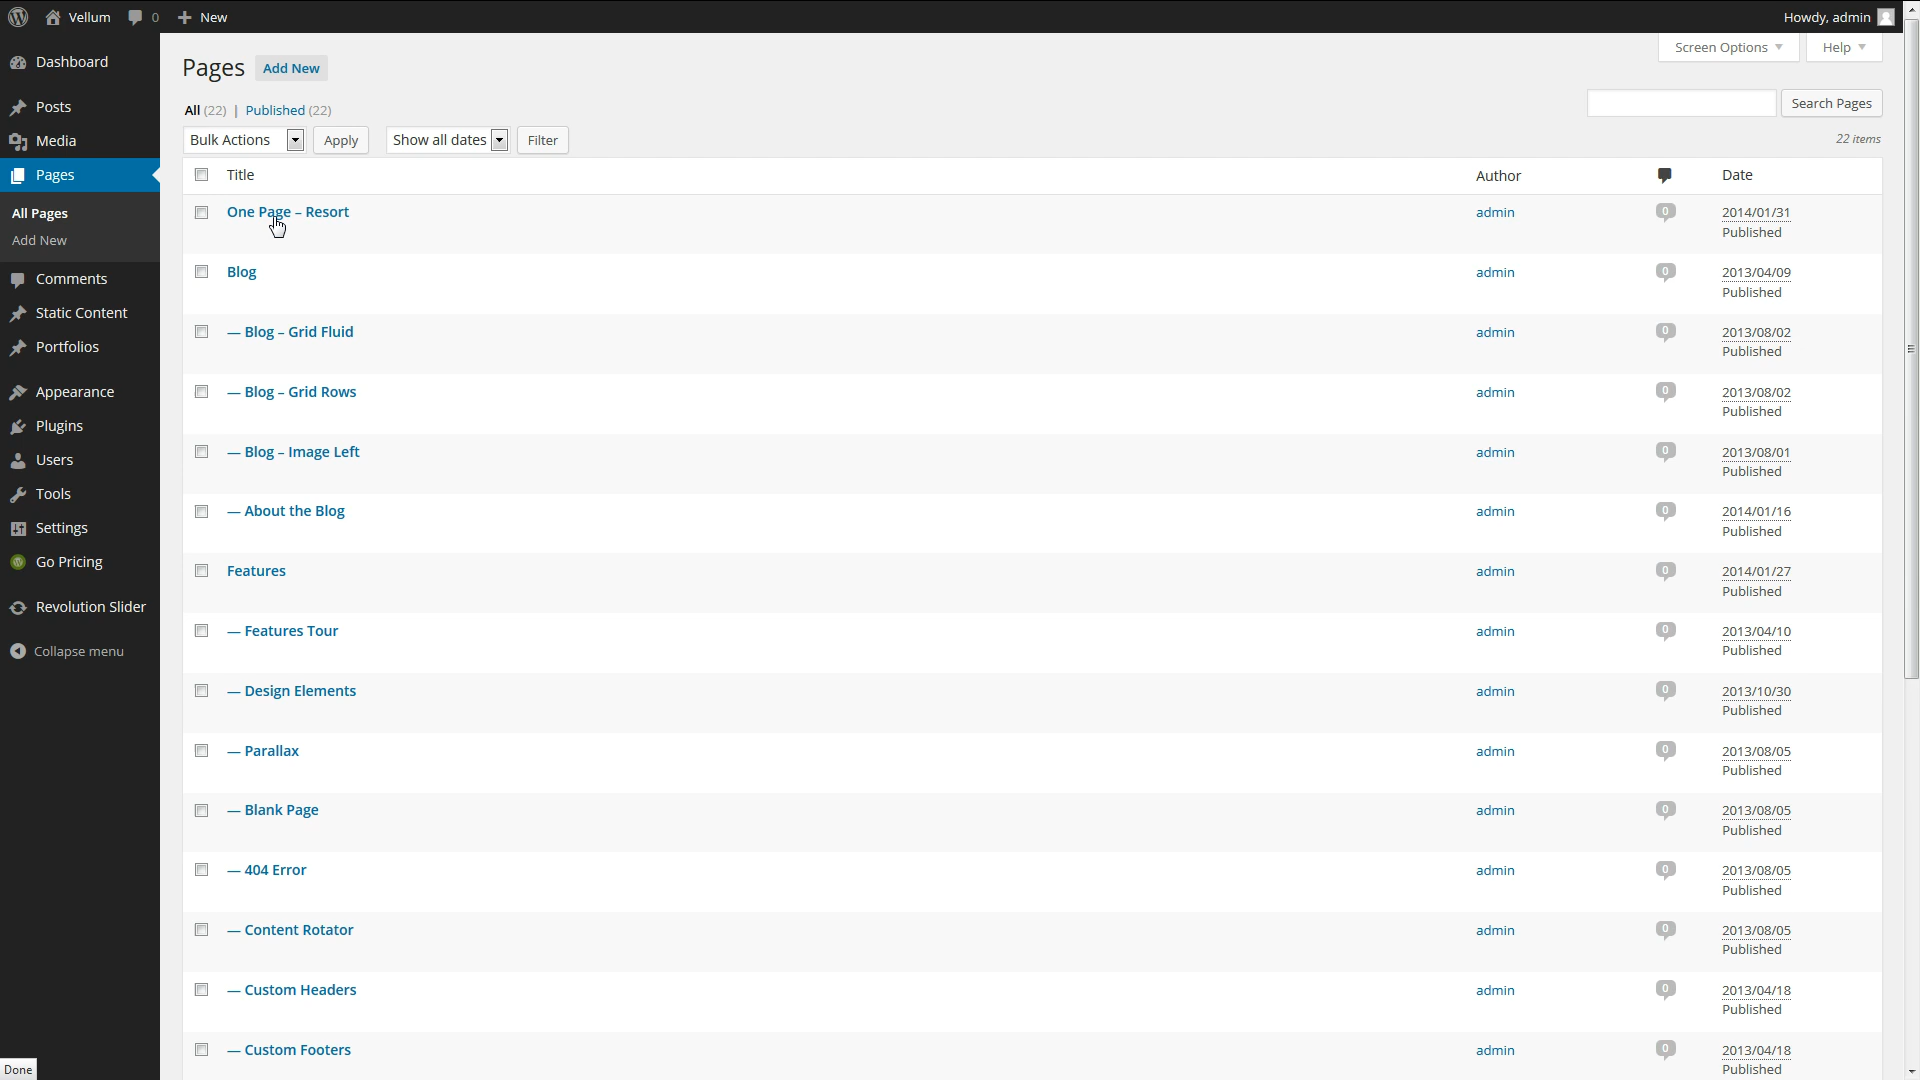 Vellum 0 New Howdy, admin
Screen Options Help
Dashboard
Posts
Media
Pages
All Pages
Add New
Comments
Static Content
Portfolios
Appearance
Plugins
Users
Tools
Settings
Go Pricing
Revolution Slider
Collapse menu
Pages Add New
All (22) | Published (22)
Search Pages
Bulk Actions Apply Show all dates Filter 22 items
Title Author Date
One Page – Resort admin 0 2014/01/31
Published
Blog admin 0 2013/04/09
Published
— Blog – Grid Fluid admin 0 2013/08/02
Published
— Blog – Grid Rows admin 0 2013/08/02
Published
— Blog – Image Left admin 0 2013/08/01
Published
— About the Blog admin 0 2014/01/16
Published
Features admin 0 2014/01/27
Published
— Features Tour admin 0 2013/04/10
Published
— Design Elements admin 0 2013/10/30
Published
— Parallax admin 0 2013/08/05
Published
— Blank Page admin 0 2013/08/05
Published
— 404 Error admin 0 2013/08/05
Published
— Content Rotator admin 0 2013/08/05
Published
— Custom Headers admin 0 2013/04/18
Published
— Custom Footers admin 0 2013/04/18
Published
Done